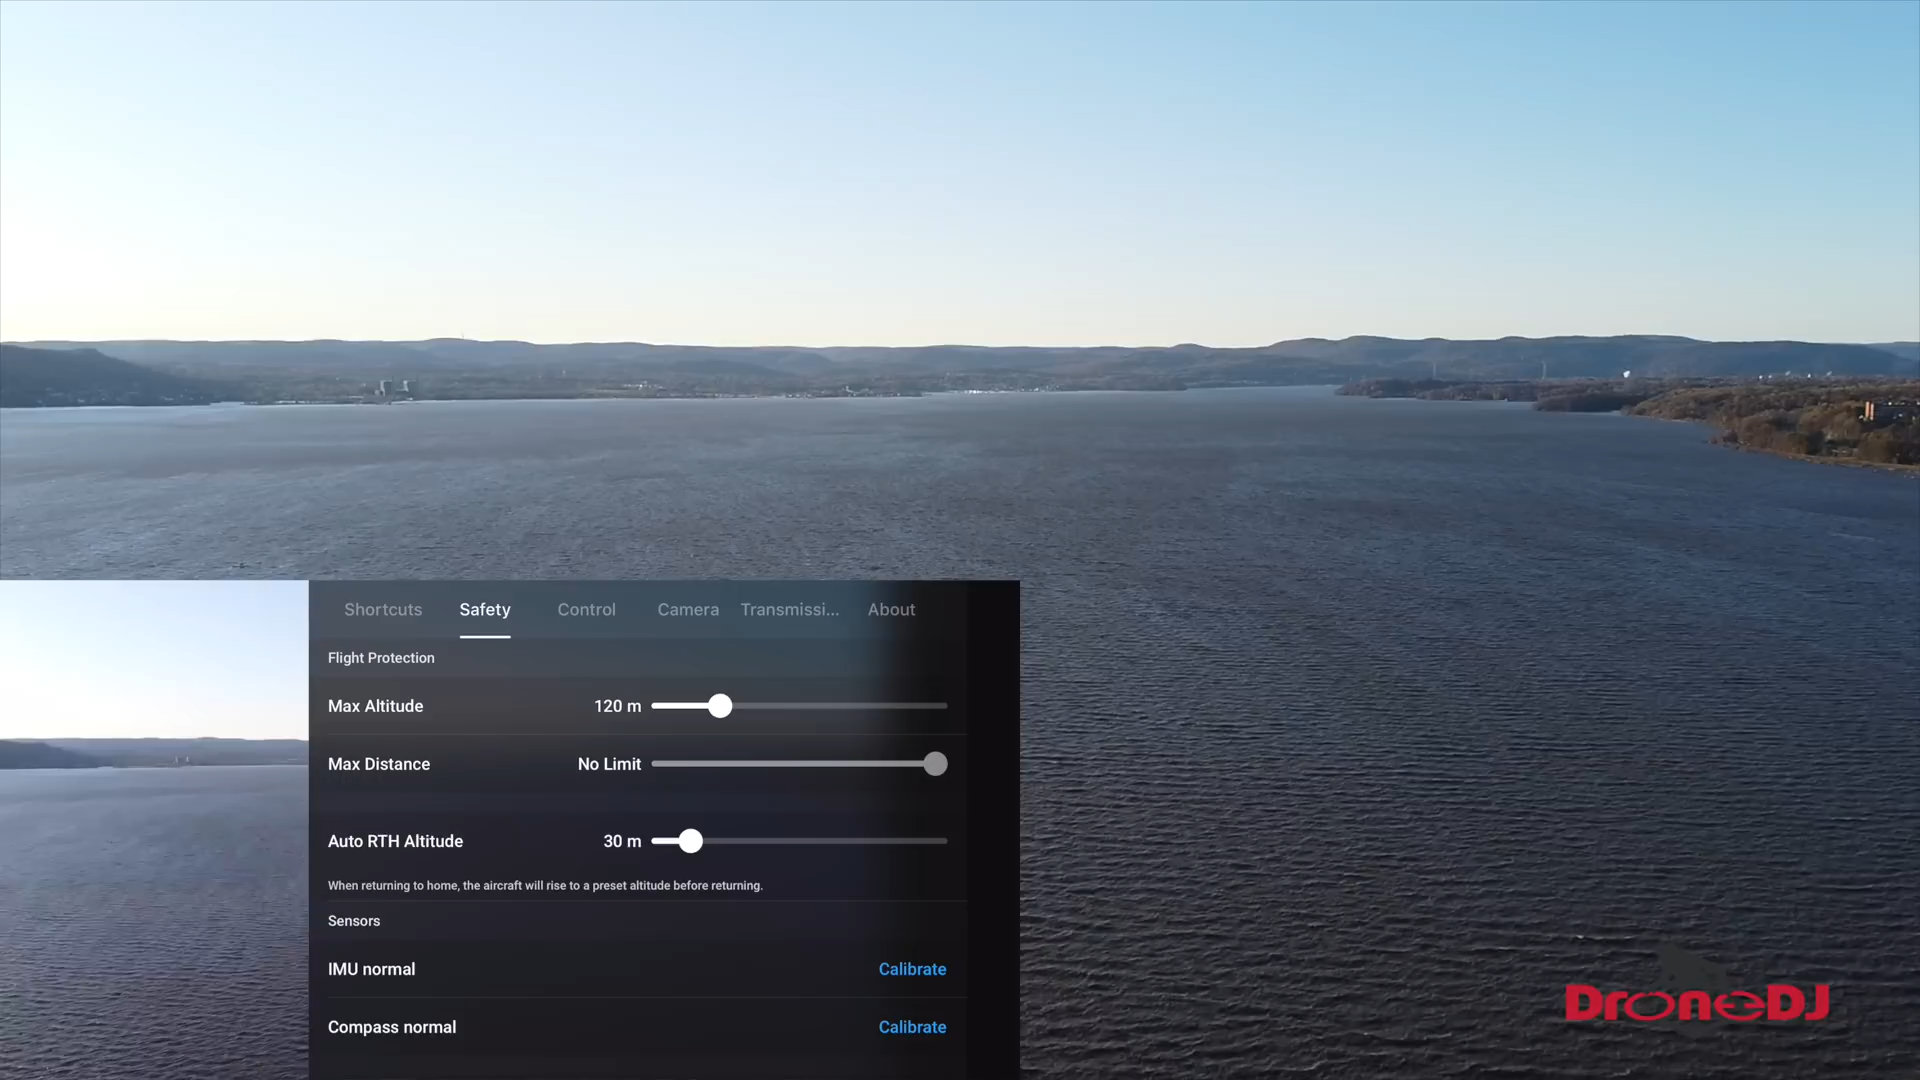 Shortcuts Safety Control Camera Transmissi... About
Flight Protection
Max Altitude 120 m
Max Distance No Limit
Auto RTH Altitude 30 m
When returning to home, the aircraft will rise to a preset altitude before returning.
Sensors
IMU normal Calibrate
Compass normal Calibrate
DroneDJ